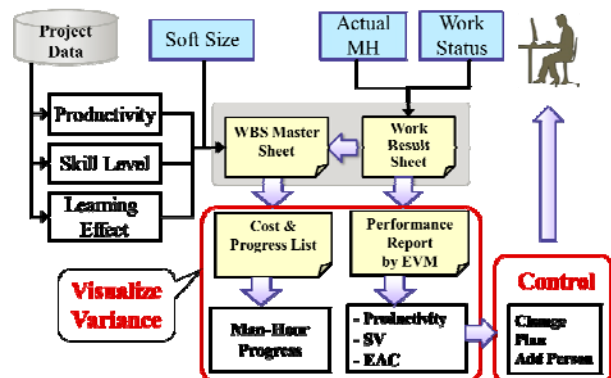 Project
Data
Soft Size
Actual
MH
Work
Status
Productivity
Skill Level
Learning
Effect
WBS Master
Sheet
Work
Result
Sheet
Cost &
Progress List
Performance
Report
by EVM
Visualize
Variance
Man-Hour
Progress
- Productivity
- SV
- EAC
Control
Change
Plan
Add Person